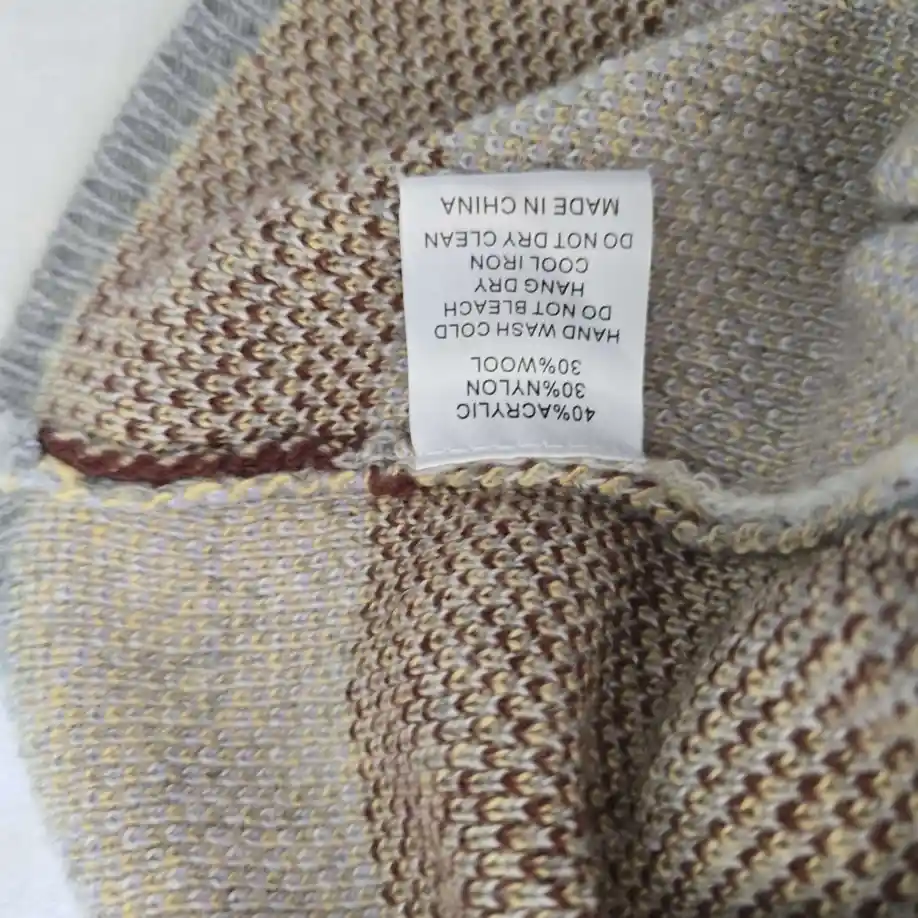 40%ACRYLIC
30%NYLON
30%WOOL
HAND WASH COLD
DO NOT BLEACH
HANG DRY
COOL IRON
DO NOT DRY CLEAN
MADE IN CHINA